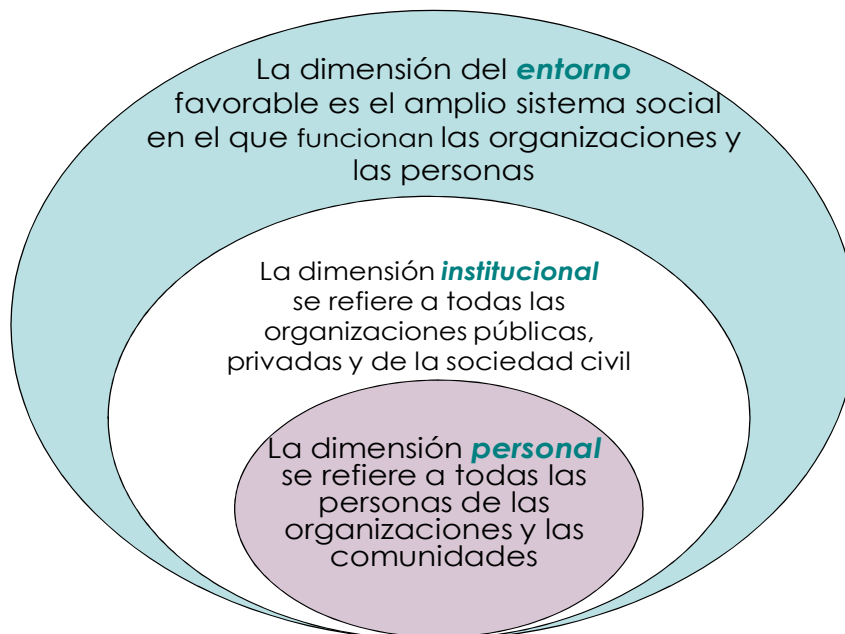 La dimensión del entorno
favorable es el amplio sistema social
en el que funcionan las organizaciones y
las personas
La dimensión institucional
se refiere a todas las
organizaciones públicas,
privadas y de la sociedad civil
La dimensión personal
se refiere a todas las
personas de las
organizaciones y las
comunidades